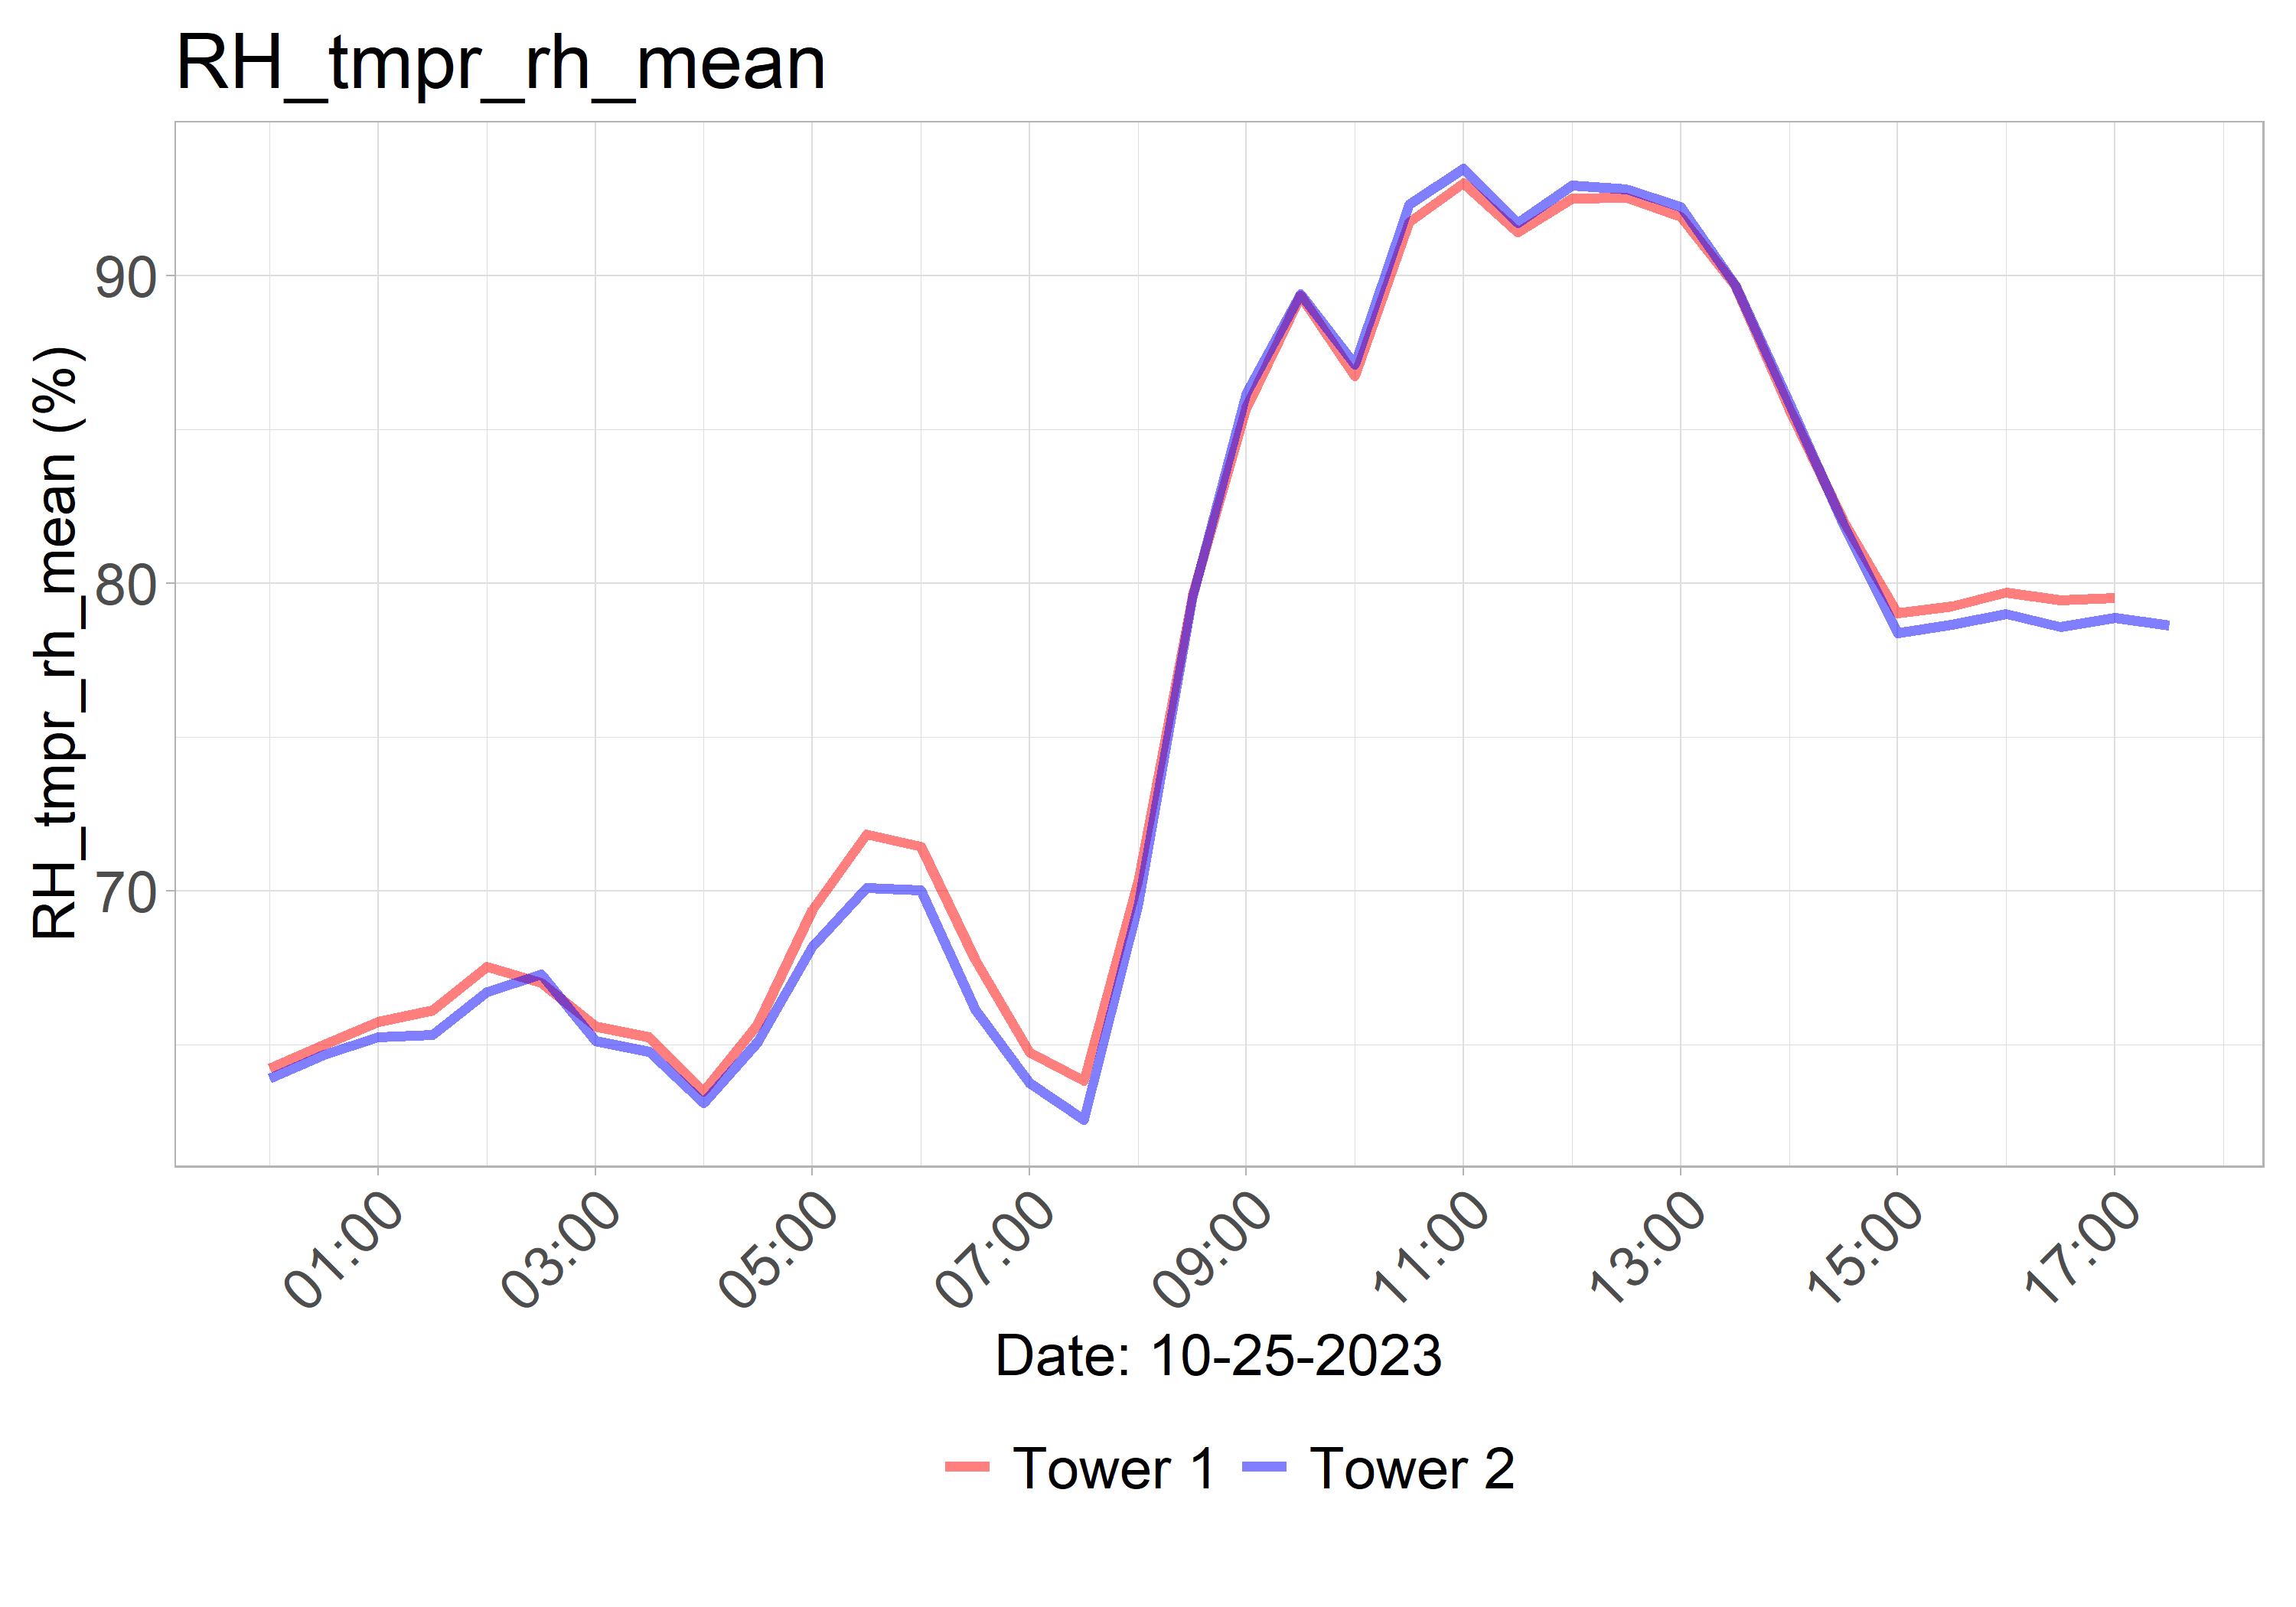 RH_tmpr_rh_mean
RH_tmpr_rh_mean (%)
90
80
70
01:00 03:00 05:00 07:00 09:00 11:00 13:00 15:00 17:00
Date: 10-25-2023
Tower 1 Tower 2